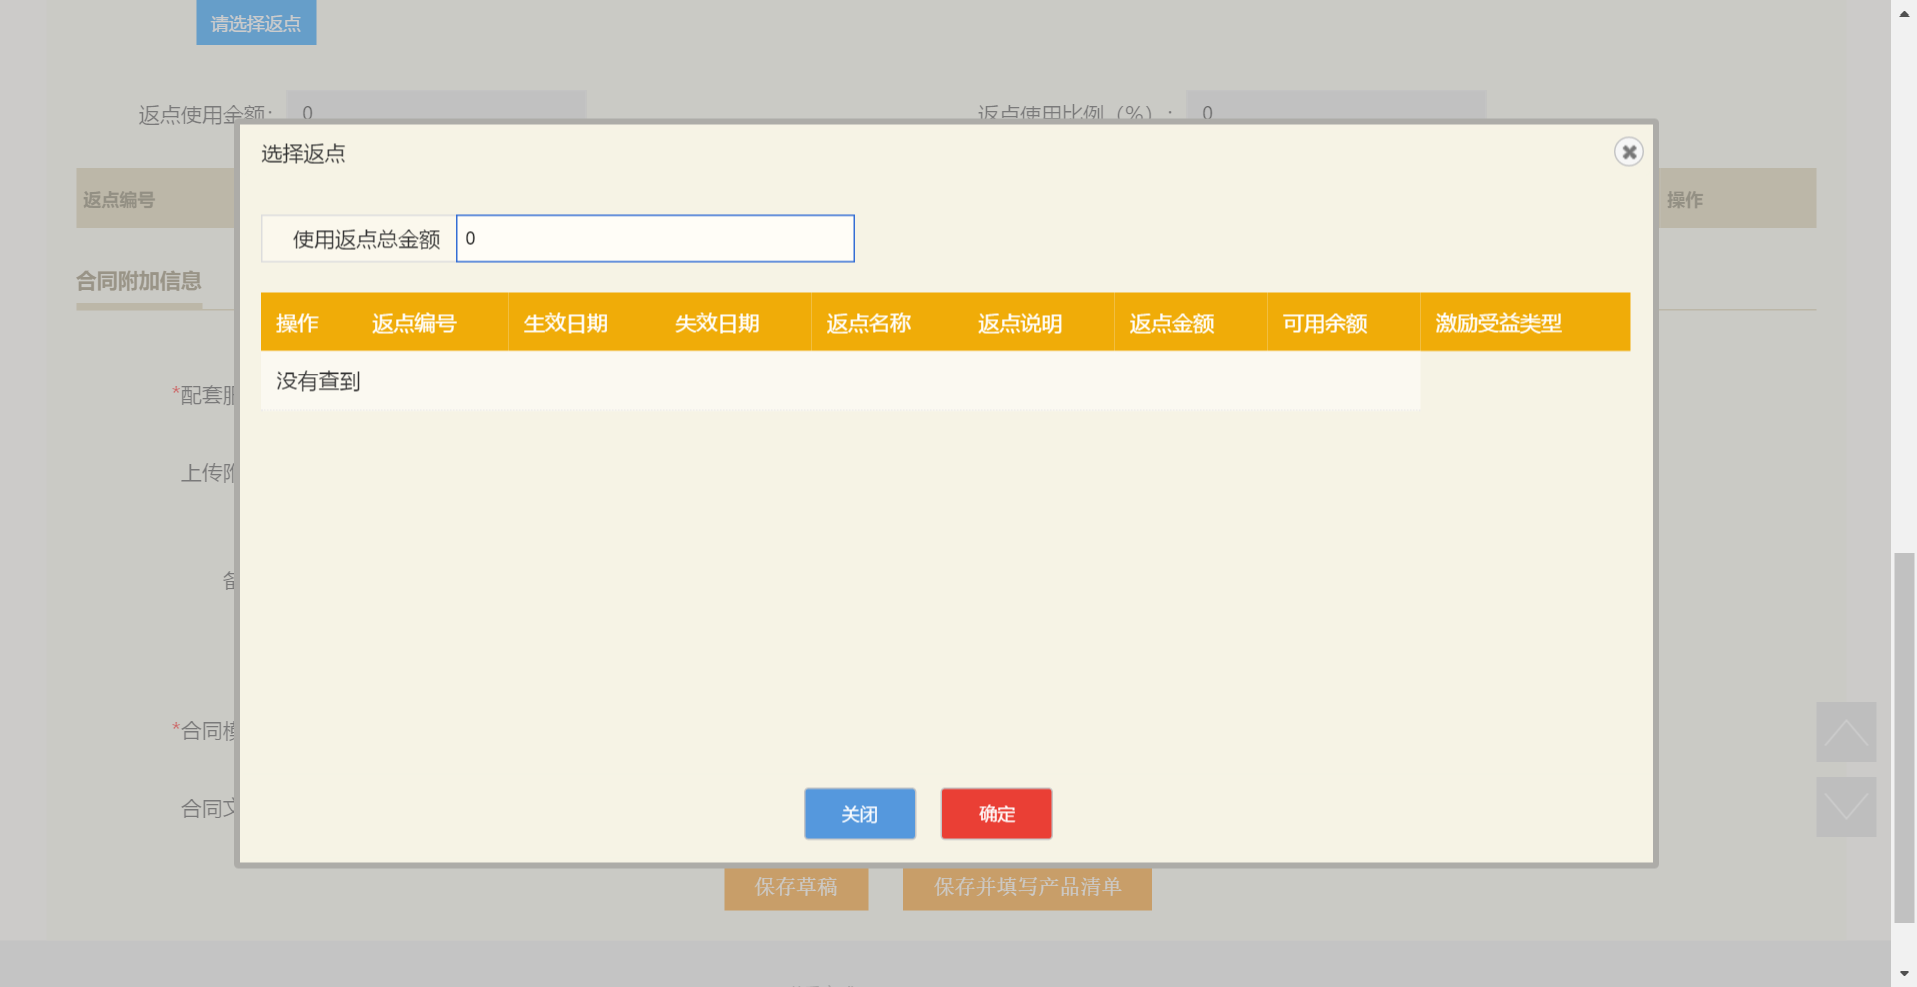 请选择返点
返点使用金额： 0 返点使用比例（%）： 0
选择返点
返点编号 操作
使用返点总金额 0
合同附加信息
操作 返点编号 生效日期 失效日期 返点名称 返点说明 返点金额 可用余额 激励受益类型
没有查到
*配套
上传
*合同
合同
关闭 确定
保存草稿 保存并填写产品清单